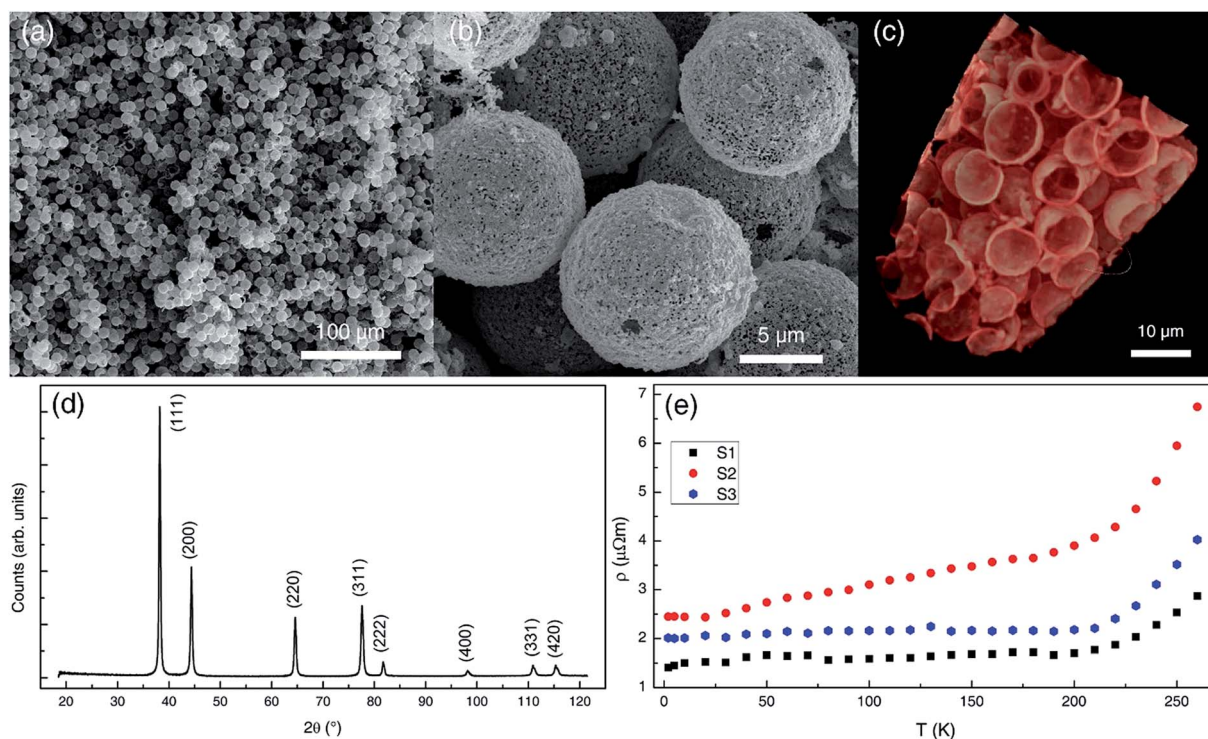 (a)
100 µm
(b)
5 µm
(c)
10 µm
(d)
Counts (arb. units)
(111)
(200)
(220)
(311)
(222)
(400)
(331)
(420)
20 30 40 50 60 70 80 90 100 110 120
2θ (°)
(e)
S1
S2
S3
ρ (µΩm)
7
6
5
4
3
2
1
0 50 100 150 200 250
T (K)